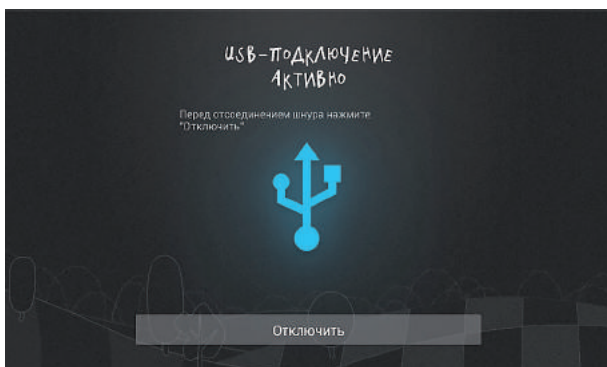 USB-ПОДКЛЮЧЕНИЕ
АКТИВНО
Перед отсоединением шнура нажмите
"Отключить"
Отключить